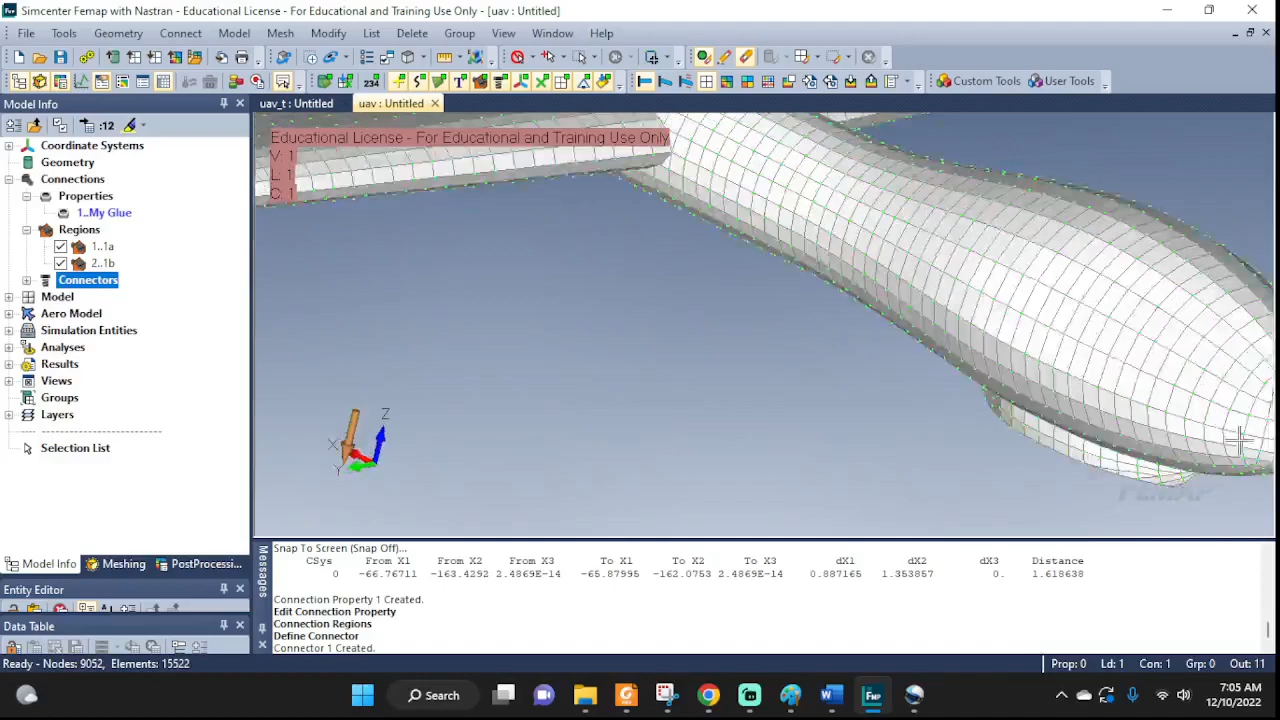 Simcenter Femap with Nastran - Educational License - For Educational and Training Use Only - [uav : Untitled]
File Tools Geometry Connect Model Mesh Modify List Delete Group View Window Help
234
Custom Tools User Tools
Model Info
uav_t : Untitled uav : Untitled
:12
Coordinate Systems
Geometry
Connections
Properties
1..My Glue
Regions
1..1a
2..1b
Connectors
Model
Aero Model
Simulation Entities
Analyses
Results
Views
Groups
Layers
Selection List
Educational License - For Educational and Training Use Only
V: 1
L: 1
C: 1
Z
X
Y
FEMAP
Model Info Meshing PostProcessi...
Entity Editor
Data Table
Messages
Snap To Screen (Snap Off)...
CSys From X1 From X2 From X3 To X1 To X2 To X3 dX1 dX2 dX3 Distance
0 -66.76711 -163.4292 2.4869E-14 -65.87995 -162.0753 2.4869E-14 0.887165 1.353857 0. 1.618638
Connection Property 1 Created.
Edit Connection Property
Connection Regions
Define Connector
Connector 1 Created.
Ready - Nodes: 9052, Elements: 15522
Prop: 0 Ld: 1 Con: 1 Grp: 0 Out: 11
Search
FMP
7:05 AM
12/10/2022